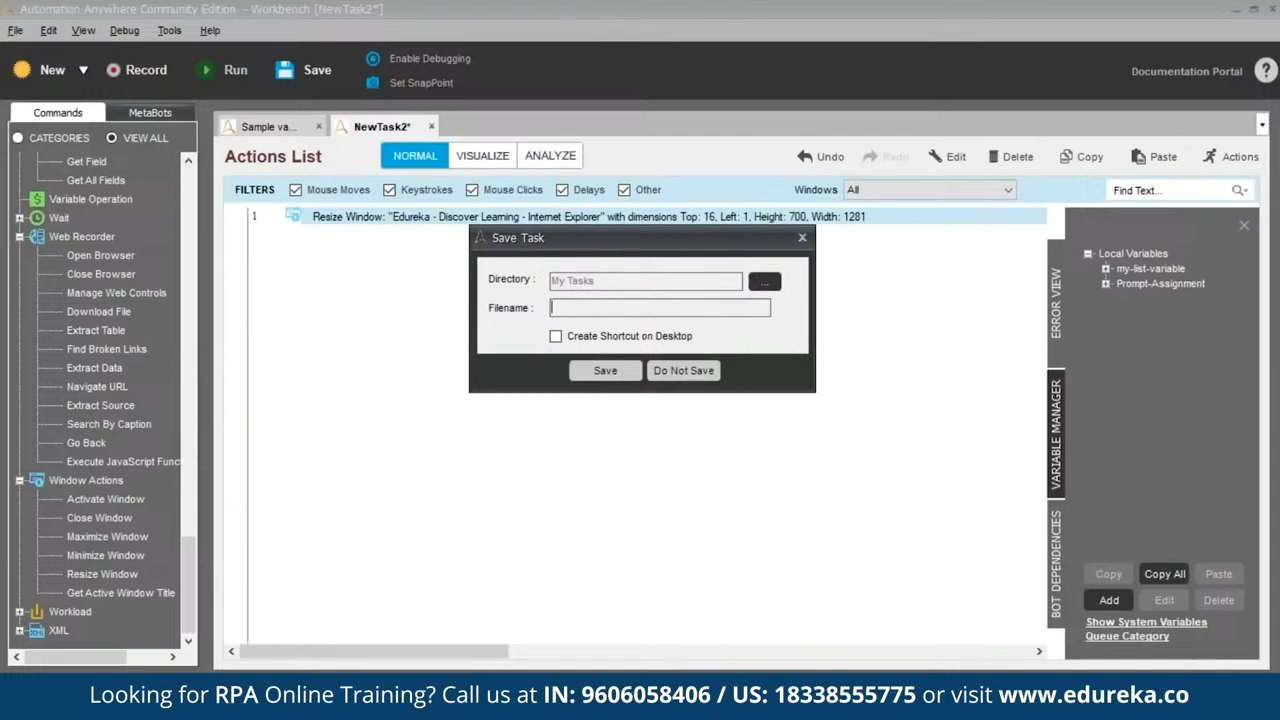 Automation Anywhere Community Edition - Workbench [NewTask2*]
File Edit View Debug Tools Help
New Record Run Save
Enable Debugging
Set SnapPoint
Documentation Portal ?
Commands MetaBots
CATEGORIES VIEW ALL
Get Field
Get All Fields
Variable Operation
Wait
Web Recorder
Open Browser
Close Browser
Manage Web Controls
Download File
Extract Table
Find Broken Links
Extract Data
Navigate URL
Extract Source
Search By Caption
Go Back
Execute JavaScript Funct
Window Actions
Activate Window
Close Window
Maximize Window
Minimize Window
Resize Window
Get Active Window Title
Workload
XML
Sample va... NewTask2*
Actions List NORMAL VISUALIZE ANALYZE Undo Redo Edit Delete Copy Paste Actions
FILTERS Mouse Moves Keystrokes Mouse Clicks Delays Other Windows All Find Text...
1 Resize Window: "Edureka - Discover Learning - Internet Explorer" with dimensions Top: 16, Left: 1, Height: 700, Width: 1281
Save Task
Directory : My Tasks ...
Filename :
Create Shortcut on Desktop
Save Do Not Save
ERROR VIEW
VARIABLE MANAGER
BOT DEPENDENCIES
Local Variables
my-list-variable
Prompt-Assignment
Copy Copy All Paste
Add Edit Delete
Show System Variables
Queue Category
Looking for RPA Online Training? Call us at IN: 9606058406 / US: 18338555775 or visit www.edureka.co